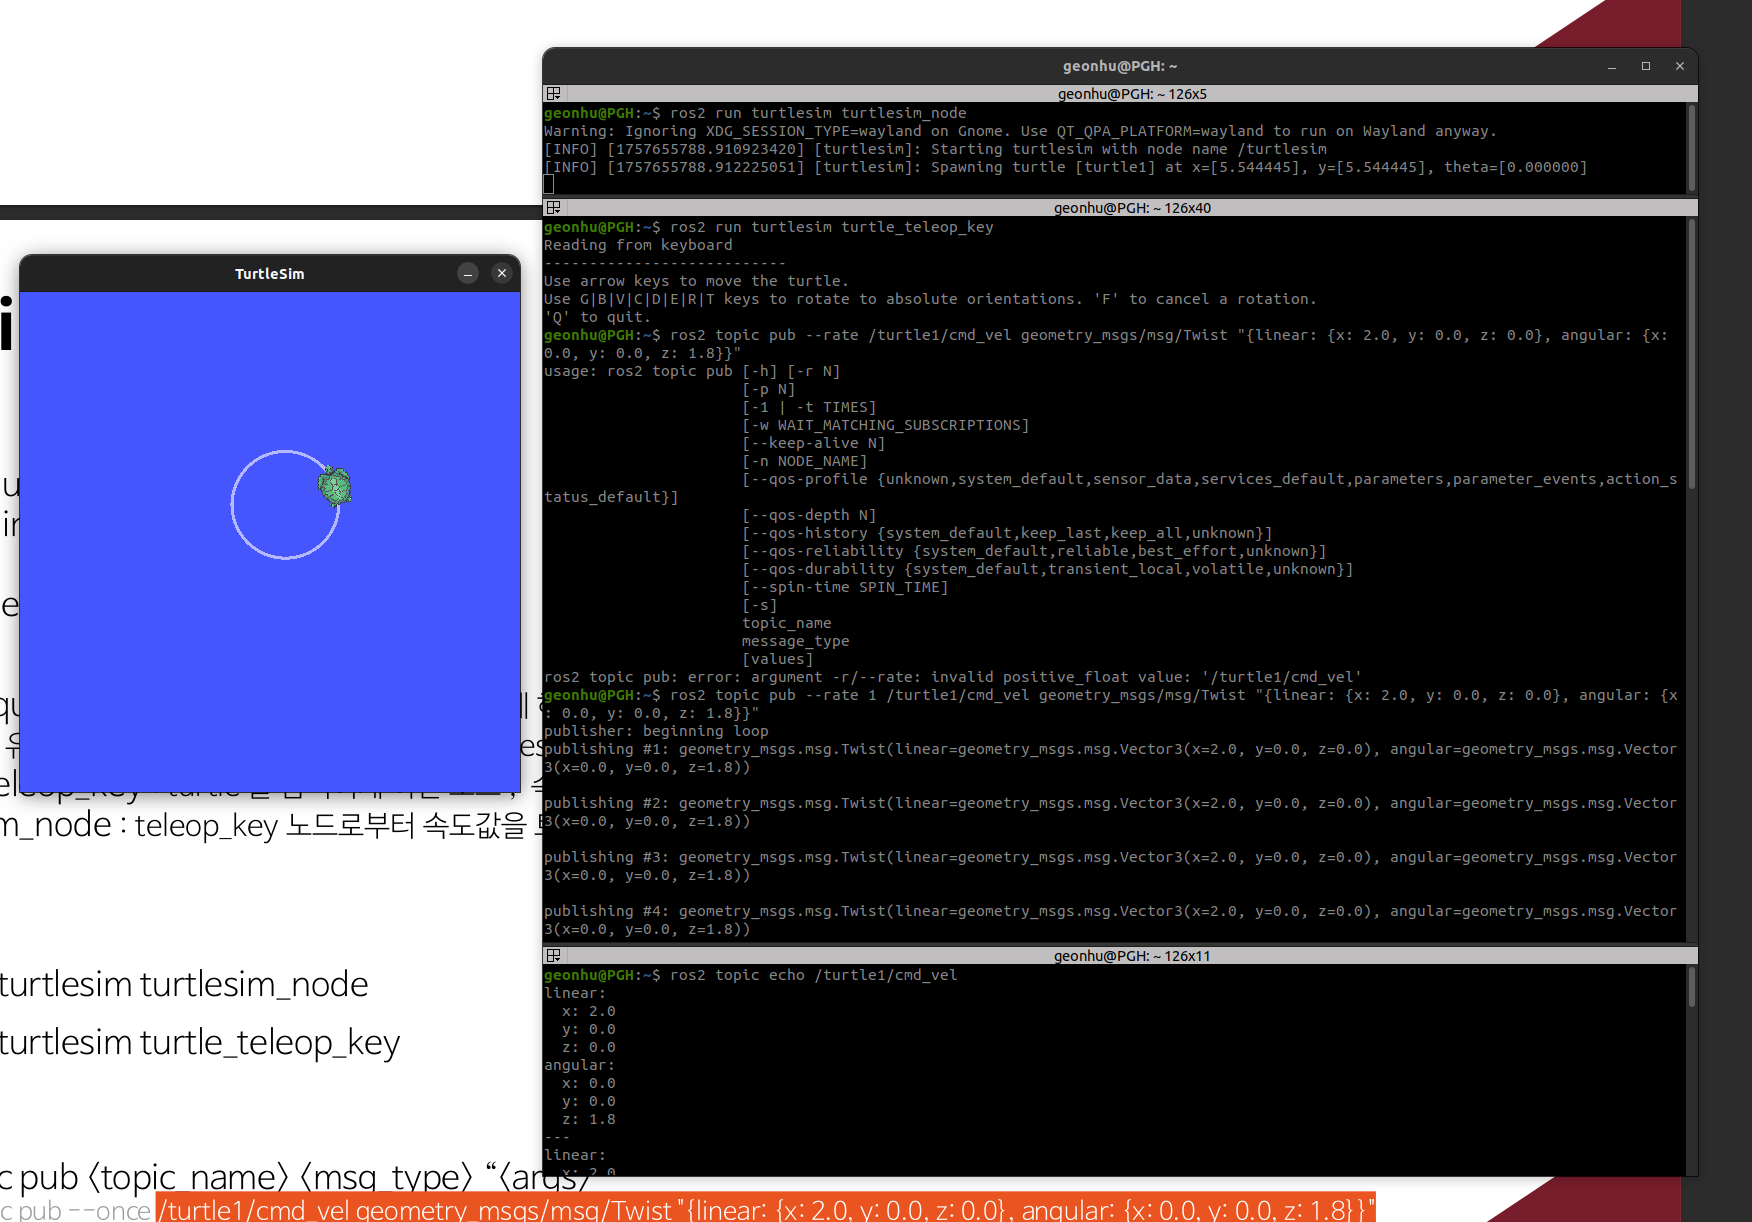 geonhu@PGH: ~
geonhu@PGH: ~ 126x5
geonhu@PGH:~$ ros2 run turtlesim turtlesim_node
Warning: Ignoring XDG_SESSION_TYPE=wayland on Gnome. Use QT_QPA_PLATFORM=wayland to run on Wayland anyway.
[INFO] [1757655788.910923420] [turtlesim]: Starting turtlesim with node name /turtlesim
[INFO] [1757655788.912225051] [turtlesim]: Spawning turtle [turtle1] at x=[5.544445], y=[5.544445], theta=[0.000000]
geonhu@PGH: ~ 126x40
geonhu@PGH:~$ ros2 run turtlesim turtle_teleop_key
Reading from keyboard
---------------------------
Use arrow keys to move the turtle.
Use G|B|V|C|D|E|R|T keys to rotate to absolute orientations. 'F' to cancel a rotation.
'Q' to quit.
geonhu@PGH:~$ ros2 topic pub --rate /turtle1/cmd_vel geometry_msgs/msg/Twist "{linear: {x: 2.0, y: 0.0, z: 0.0}, angular: {x:
0.0, y: 0.0, z: 1.8}}"
usage: ros2 topic pub [-h] [-r N]
[-p N]
[-1 | -t TIMES]
[-w WAIT_MATCHING_SUBSCRIPTIONS]
[--keep-alive N]
[-n NODE_NAME]
[--qos-profile {unknown,system_default,sensor_data,services_default,parameters,parameter_events,action_s
tatus_default}]
[--qos-depth N]
[--qos-history {system_default,keep_last,keep_all,unknown}]
[--qos-reliability {system_default,reliable,best_effort,unknown}]
[--qos-durability {system_default,transient_local,volatile,unknown}]
[--spin-time SPIN_TIME]
[-s]
topic_name
message_type
[values]
ros2 topic pub: error: argument -r/--rate: invalid positive_float value: '/turtle1/cmd_vel'
geonhu@PGH:~$ ros2 topic pub --rate 1 /turtle1/cmd_vel geometry_msgs/msg/Twist "{linear: {x: 2.0, y: 0.0, z: 0.0}, angular: {x
: 0.0, y: 0.0, z: 1.8}}"
publisher: beginning loop
publishing #1: geometry_msgs.msg.Twist(linear=geometry_msgs.msg.Vector3(x=2.0, y=0.0, z=0.0), angular=geometry_msgs.msg.Vector
3(x=0.0, y=0.0, z=1.8))
publishing #2: geometry_msgs.msg.Twist(linear=geometry_msgs.msg.Vector3(x=2.0, y=0.0, z=0.0), angular=geometry_msgs.msg.Vector
3(x=0.0, y=0.0, z=1.8))
publishing #3: geometry_msgs.msg.Twist(linear=geometry_msgs.msg.Vector3(x=2.0, y=0.0, z=0.0), angular=geometry_msgs.msg.Vector
3(x=0.0, y=0.0, z=1.8))
publishing #4: geometry_msgs.msg.Twist(linear=geometry_msgs.msg.Vector3(x=2.0, y=0.0, z=0.0), angular=geometry_msgs.msg.Vector
3(x=0.0, y=0.0, z=1.8))
geonhu@PGH: ~ 126x11
geonhu@PGH:~$ ros2 topic echo /turtle1/cmd_vel
linear:
x: 2.0
y: 0.0
z: 0.0
angular:
x: 0.0
y: 0.0
z: 1.8
---
linear:
x: 2.0
TurtleSim
m_node : teleop_key 노드로부터 속도값을
turtlesim turtlesim_node
turtlesim turtle_teleop_key
c pub 〈topic_name〉 〈msg_type〉 “〈args〉
c pub --once /turtle1/cmd_vel geometry_msgs/msg/Twist "{linear: {x: 2.0, y: 0.0, z: 0.0}, angular: {x: 0.0, y: 0.0, z: 1.8}}"